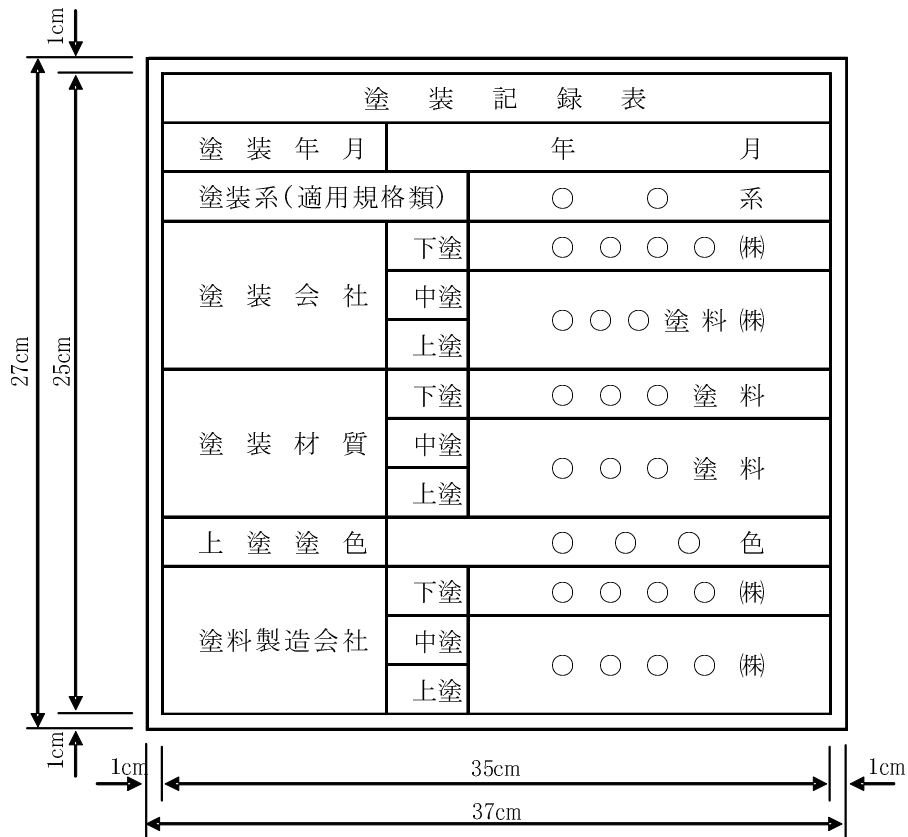 1cm
塗装記録表
塗装年月 年 月
塗装系(適用規格類) ○ ○ 系
塗装会社 下塗 ○ ○ ○ ○ ㈱
中塗 ○ ○ ○ 塗料 ㈱
上塗
塗装材質 下塗 ○ ○ ○ 塗料
中塗 ○ ○ ○ 塗料
上塗
上塗塗色 ○ ○ ○ 色
塗料製造会社 下塗 ○ ○ ○ ○ ㈱
中塗 ○ ○ ○ ○ ㈱
上塗
27cm
25cm
1cm
1cm
35cm
1cm
37cm